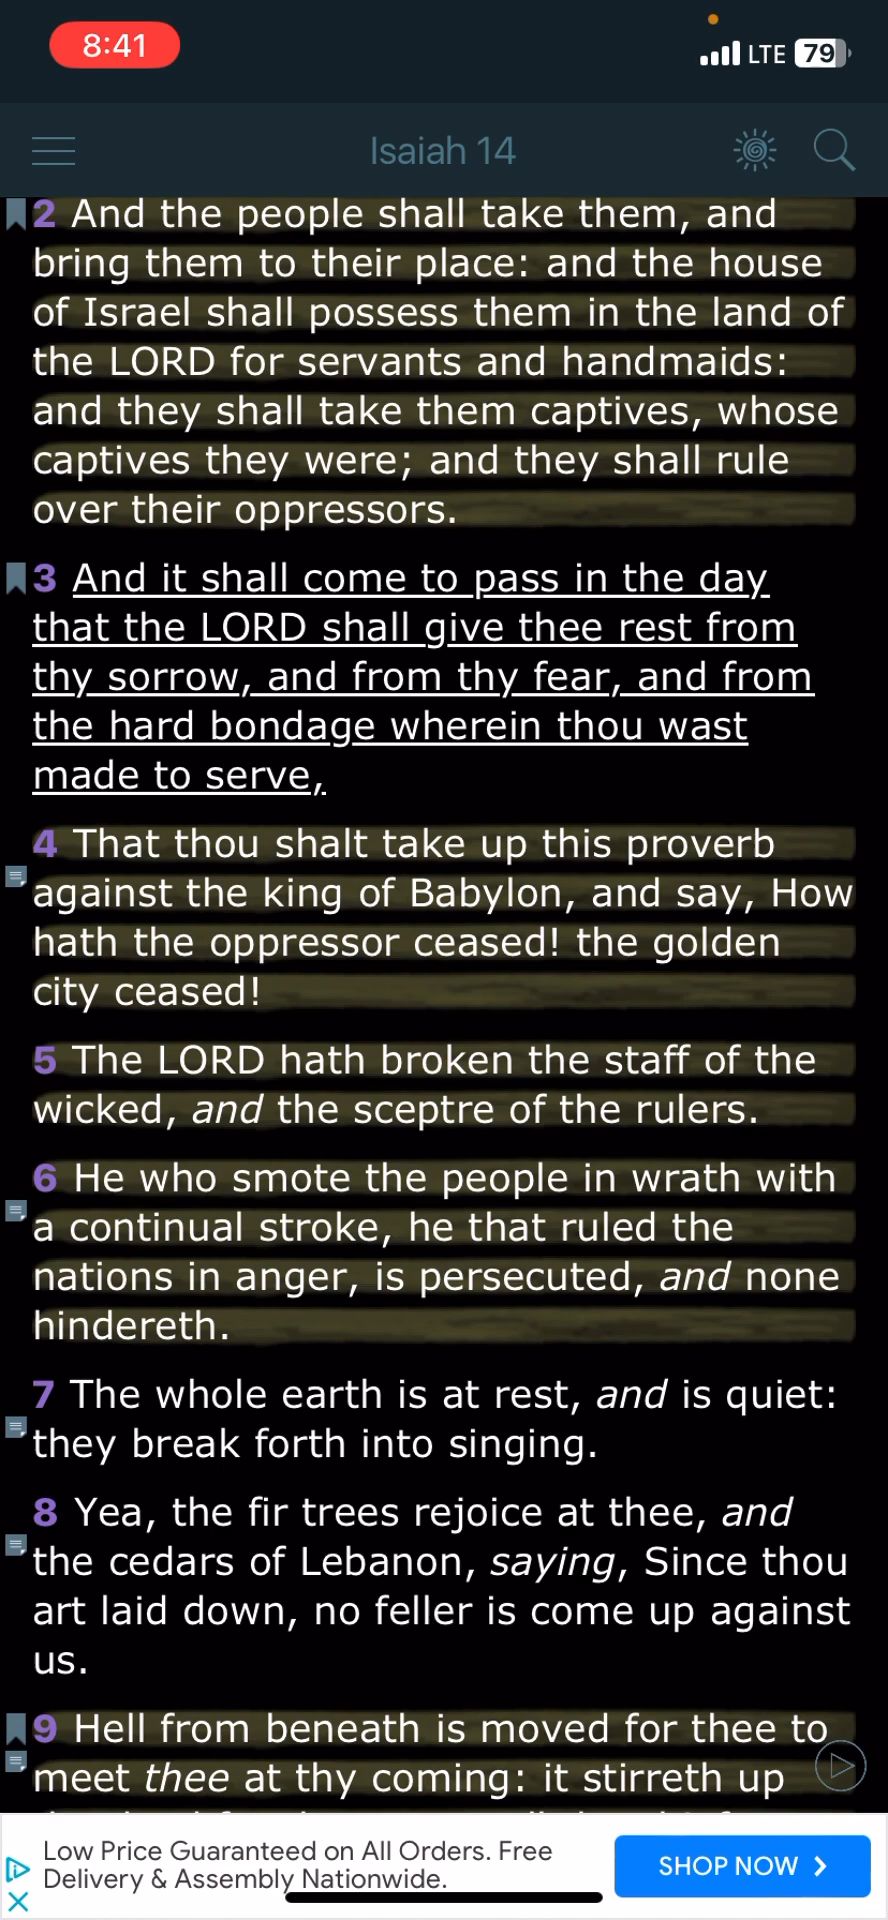 8:41
LTE 79
Isaiah 14
2 And the people shall take them, and
bring them to their place: and the house
of Israel shall possess them in the land of
the LORD for servants and handmaids:
and they shall take them captives, whose
captives they were; and they shall rule
over their oppressors.
3 And it shall come to pass in the day
that the LORD shall give thee rest from
thy sorrow, and from thy fear, and from
the hard bondage wherein thou wast
made to serve,
4 That thou shalt take up this proverb
against the king of Babylon, and say, How
hath the oppressor ceased! the golden
city ceased!
5 The LORD hath broken the staff of the
wicked, and the sceptre of the rulers.
6 He who smote the people in wrath with
a continual stroke, he that ruled the
nations in anger, is persecuted, and none
hindereth.
7 The whole earth is at rest, and is quiet:
they break forth into singing.
8 Yea, the fir trees rejoice at thee, and
the cedars of Lebanon, saying, Since thou
art laid down, no feller is come up against
us.
9 Hell from beneath is moved for thee to
meet thee at thy coming: it stirreth up
Low Price Guaranteed on All Orders. Free
Delivery & Assembly Nationwide.
SHOP NOW